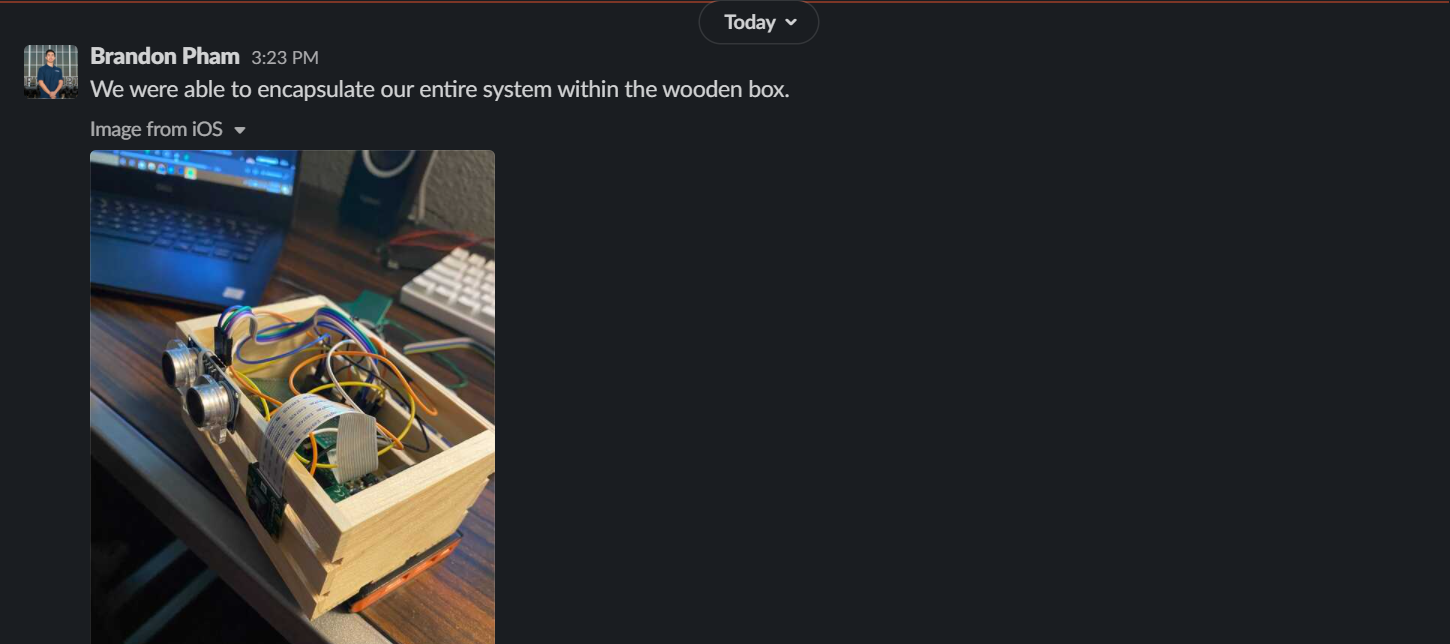 Today
Brandon Pham 3:23 PM
We were able to encapsulate our entire system within the wooden box.
Image from iOS